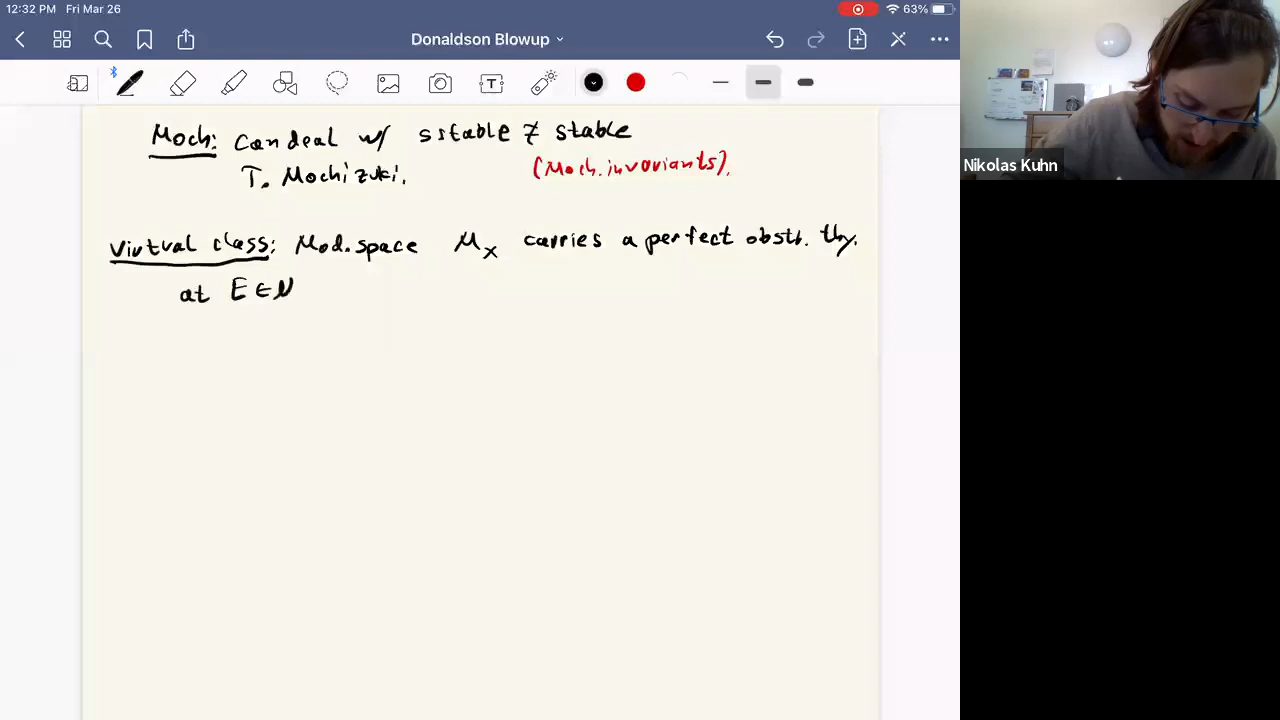 12:32 PM Fri Mar 26
63%
Donaldson Blowup
Moch: can deal w/ sstable ≠ stable
T. Mochizuki.
(Moch. invariants).
Virtual class: Mod. space M_X carries a perfect obstr. thy.
at E ∈ M
Nikolas Kuhn